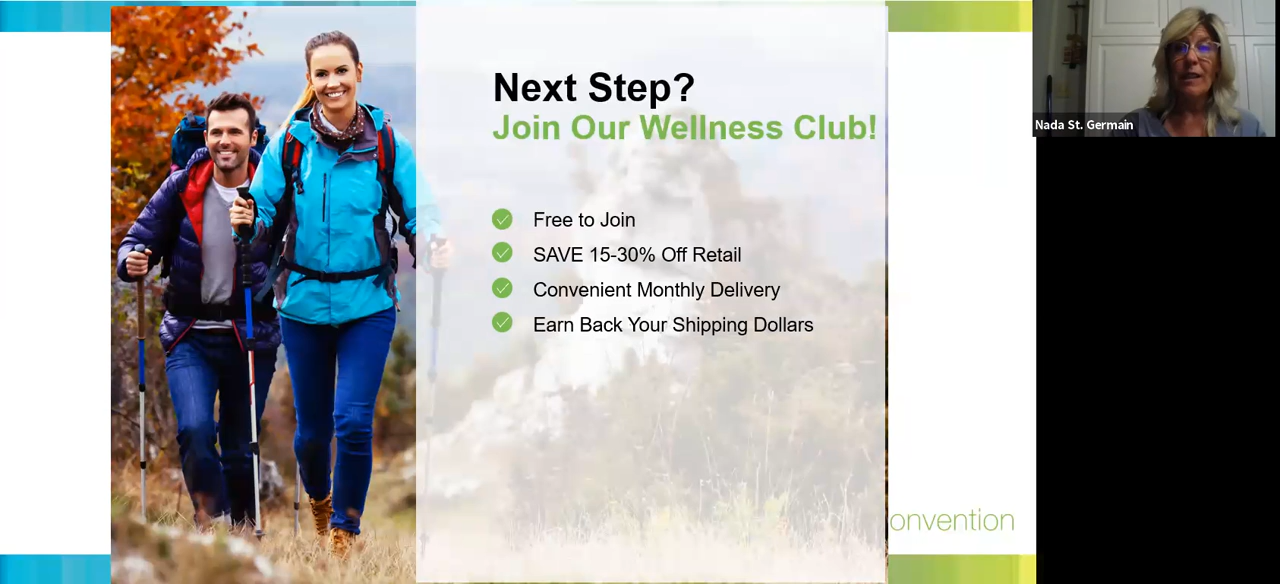 Next Step?
Join Our Wellness Club!
Free to Join
SAVE 15-30% Off Retail
Convenient Monthly Delivery
Earn Back Your Shipping Dollars
onvention
Nada St. Germain